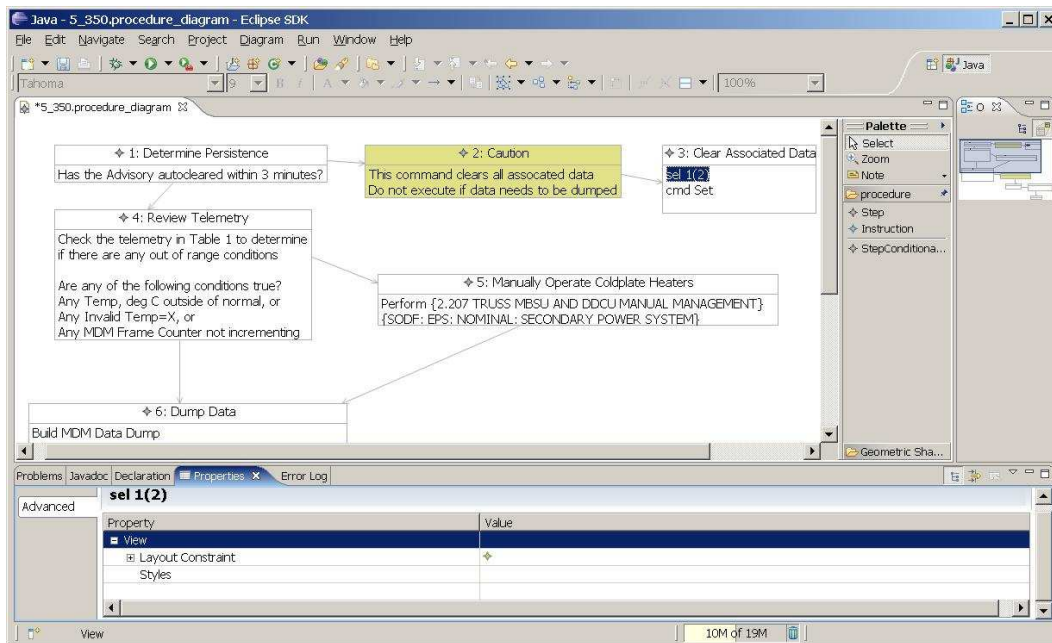 Java - 5_350.procedure_diagram - Eclipse SDK
File Edit Navigate Search Project Diagram Run Window Help
Java
Tahoma 9 B I A 100%
*5_350.procedure_diagram
O
1: Determine Persistence
Has the Advisory autocleared within 3 minutes?
2: Caution
This command clears all assocated data
Do not execute if data needs to be dumped
3: Clear Associated Data
sel 1(2)
cmd Set
4: Review Telemetry
Check the telemetry in Table 1 to determine
if there are any out of range conditions
Are any of the following conditions true?
Any Temp, deg C outside of normal, or
Any Invalid Temp=X, or
Any MDM Frame Counter not incrementing
5: Manually Operate Coldplate Heaters
Perform {2.207 TRUSS MBSU AND DDCU MANUAL MANAGEMENT}
{SODF: EPS: NOMINAL: SECONDARY POWER SYSTEM}
6: Dump Data
Build MDM Data Dump
Palette
Select
Zoom
Note
procedure
Step
Instruction
StepConditiona...
Geometric Sha...
Problems Javadoc Declaration Properties Error Log
sel 1(2)
Advanced
Property Value
View
Layout Constraint
Styles
View
10M of 19M